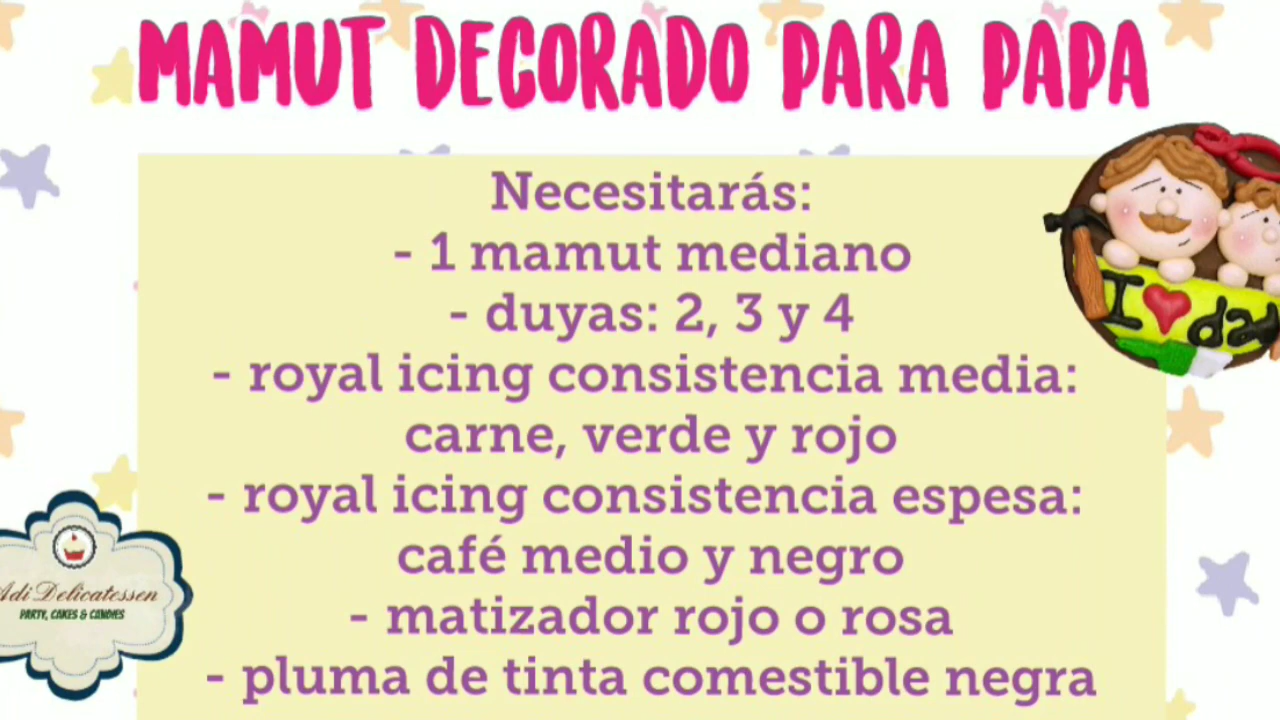 MAMUT DECORADO PARA PAPA
Necesitarás:
- 1 mamut mediano
- duyas: 2, 3 y 4
- royal icing consistencia media:
carne, verde y rojo
- royal icing consistencia espesa:
café medio y negro
- matizador rojo o rosa
- pluma de tinta comestible negra
I ❤ da
Adi Delicatessen
PARTY, CAKES & CANDIES